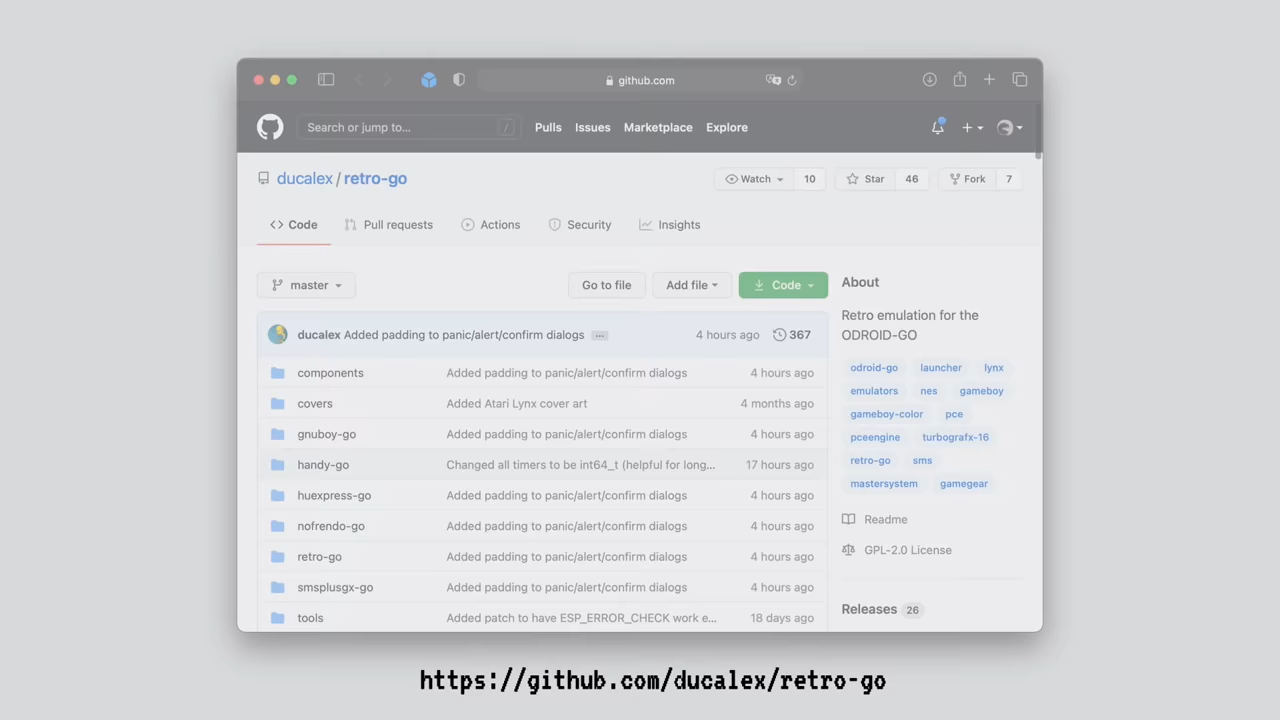 github.com
Search or jump to... /
Pulls Issues Marketplace Explore
ducalex / retro-go
Watch 10 Star 46 Fork 7
Code Pull requests Actions Security Insights
master Go to file Add file Code
ducalex Added padding to panic/alert/confirm dialogs ... 4 hours ago 367
components Added padding to panic/alert/confirm dialogs 4 hours ago
covers Added Atari Lynx cover art 4 months ago
gnuboy-go Added padding to panic/alert/confirm dialogs 4 hours ago
handy-go Changed all timers to be int64_t (helpful for long... 17 hours ago
huexpress-go Added padding to panic/alert/confirm dialogs 4 hours ago
nofrendo-go Added padding to panic/alert/confirm dialogs 4 hours ago
retro-go Added padding to panic/alert/confirm dialogs 4 hours ago
smsplusgx-go Added padding to panic/alert/confirm dialogs 4 hours ago
tools Added patch to have ESP_ERROR_CHECK work e... 18 days ago
About
Retro emulation for the
ODROID-GO
odroid-go launcher lynx
emulators nes gameboy
gameboy-color pce
pceengine turbografx-16
retro-go sms
mastersystem gamegear
Readme
GPL-2.0 License
Releases 26
https://github.com/ducalex/retro-go